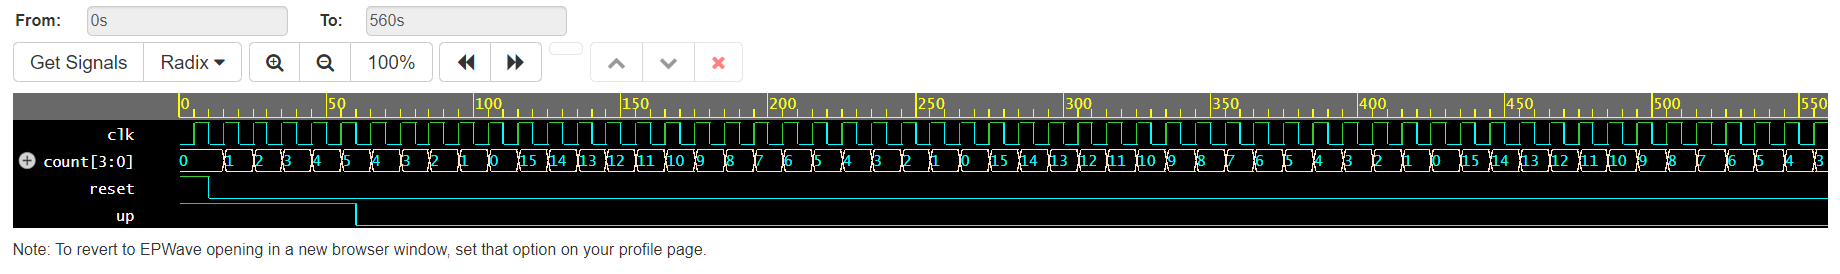 From: 0s To: 560s
Get Signals Radix 100%
0 50 100 150 200 250 300 350 400 450 500 550
clk
count[3:0] 0 1 2 3 4 5 4 3 2 1 0 15 14 13 12 11 10 9 8 7 6 5 4 3 2 1 0 15 14 13 12 11 10 9 8 7 6 5 4 3 2 1 0 15 14 13 12 11 10 9 8 7 6 5 4 3
reset
up
Note: To revert to EPWave opening in a new browser window, set that option on your profile page.